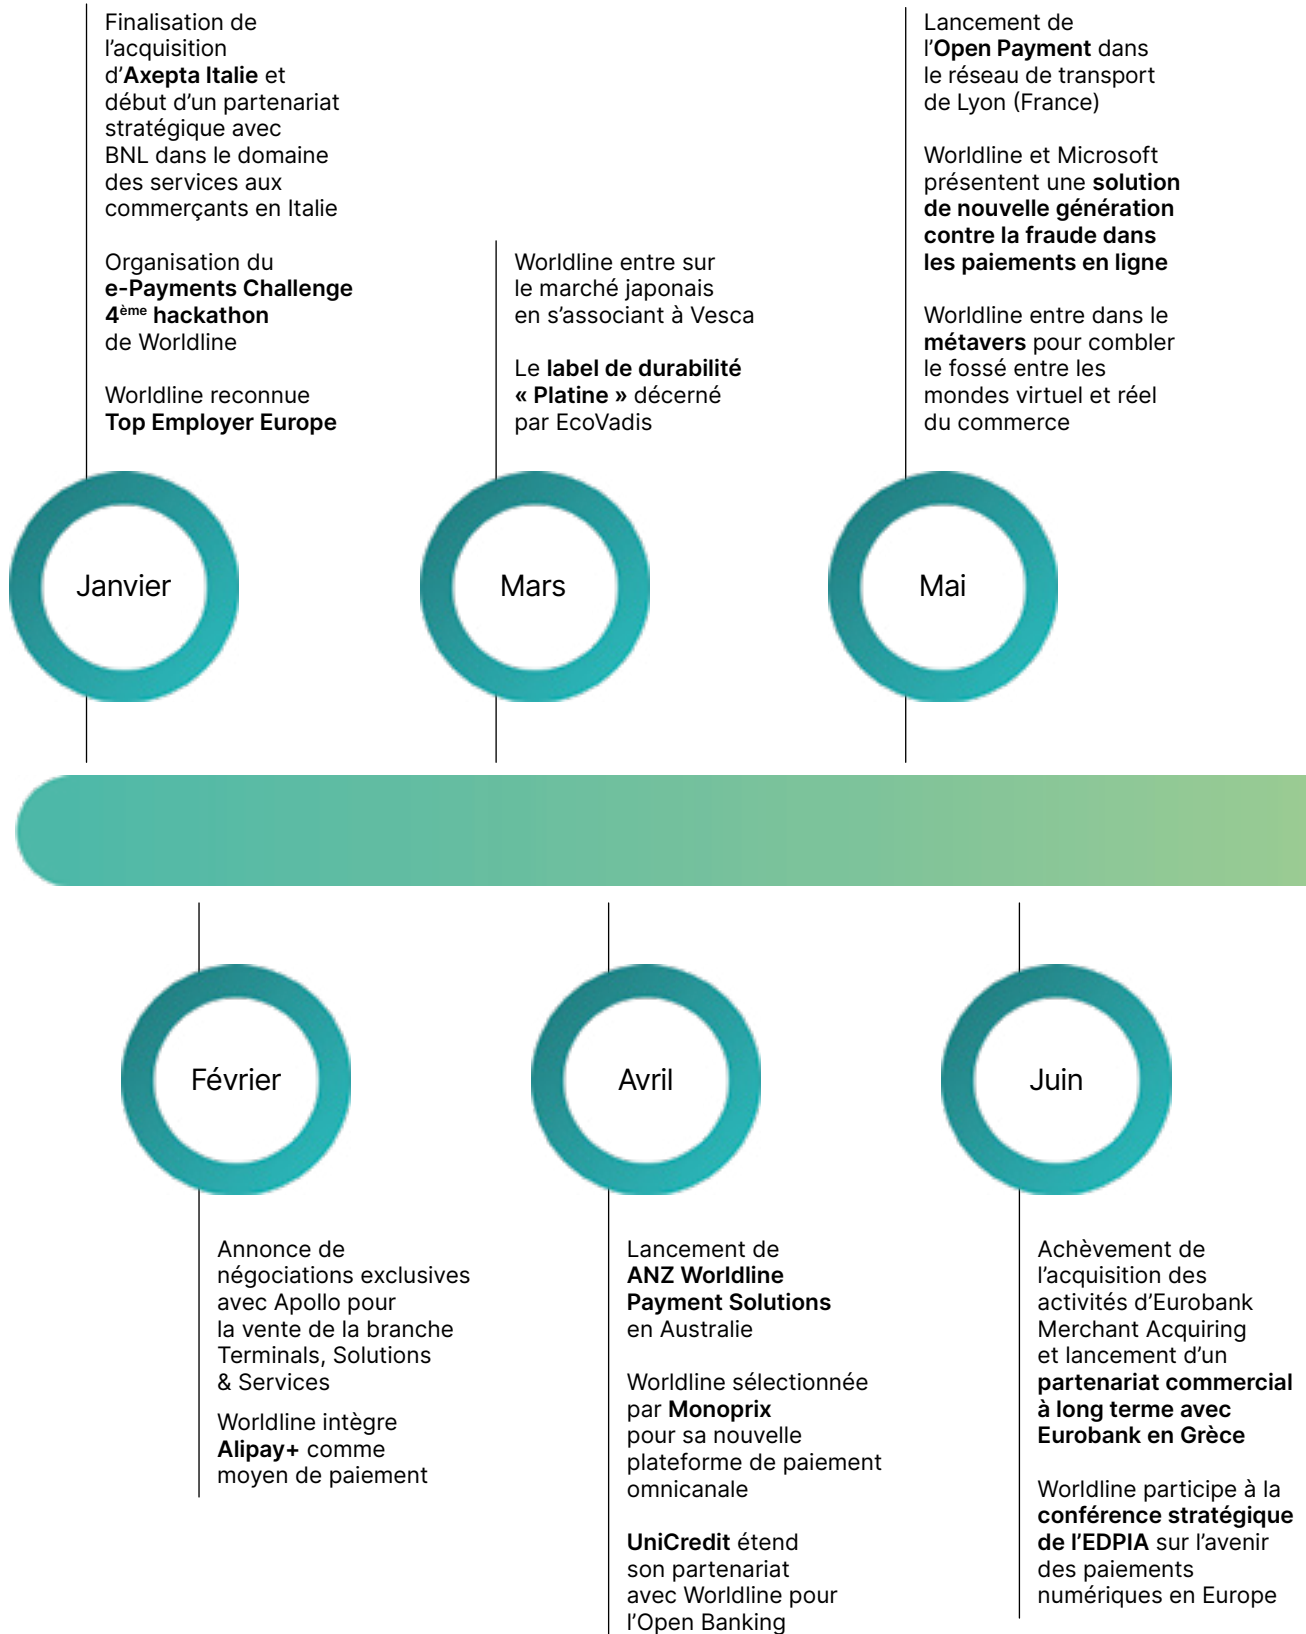 Finalisation de
l’acquisition
d’Axepta Italie et
début d’un partenariat
stratégique avec
BNL dans le domaine
des services aux
commerçants en Italie
Organisation du
e-Payments Challenge
4ème hackathon
de Worldline
Worldline reconnue
Top Employer Europe
Janvier
Worldline entre sur
le marché japonais
en s’associant à Vesca
Le label de durabilité
« Platine » décerné
par EcoVadis
Mars
Lancement de
l’Open Payment dans
le réseau de transport
de Lyon (France)
Worldline et Microsoft
présentent une solution
de nouvelle génération
contre la fraude dans
les paiements en ligne
Worldline entre dans le
métavers pour combler
le fossé entre les
mondes virtuel et réel
du commerce
Mai
Février
Annonce de
négociations exclusives
avec Apollo pour
la vente de la branche
Terminals, Solutions
& Services
Worldline intègre
Alipay+ comme
moyen de paiement
Avril
Lancement de
ANZ Worldline
Payment Solutions
en Australie
Worldline sélectionnée
par Monoprix
pour sa nouvelle
plateforme de paiement
omnicanale
UniCredit étend
son partenariat
avec Worldline pour
l’Open Banking
Juin
Achèvement de
l’acquisition des
activités d’Eurobank
Merchant Acquiring
et lancement d’un
partenariat commercial
à long terme avec
Eurobank en Grèce
Worldline participe à la
conférence stratégique
de l’EDPIA sur l’avenir
des paiements
numériques en Europe